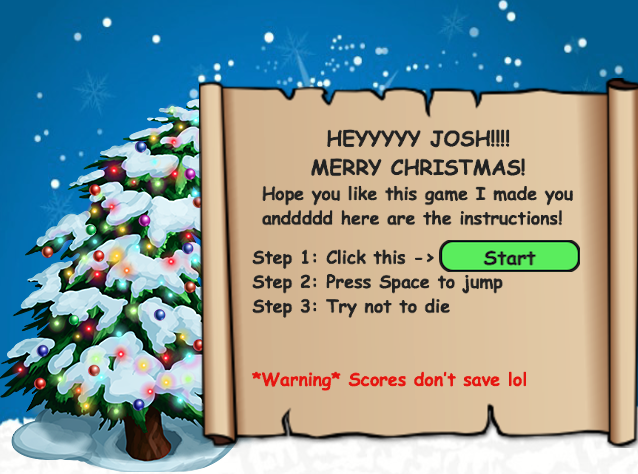 HEYYYYY JOSH!!!!
MERRY CHRISTMAS!
Hope you like this game I made you
anddddd here are the instructions!
Step 1: Click this -> Start
Step 2: Press Space to jump
Step 3: Try not to die
*Warning* Scores don't save lol